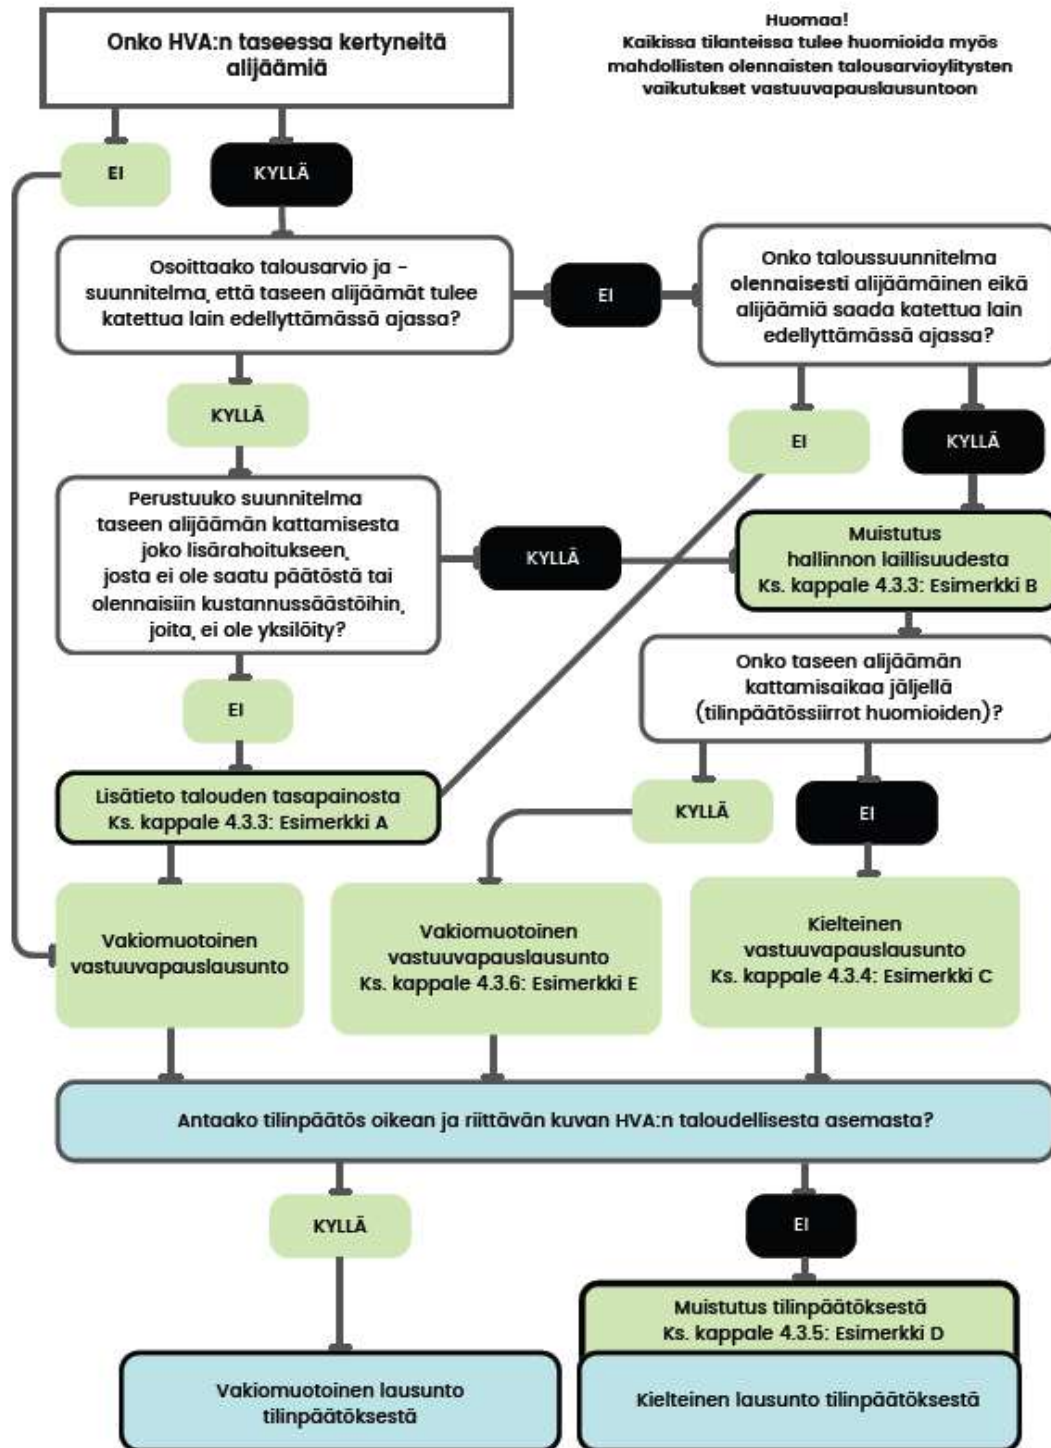 Onko HVA:n taseessa kertyneitä
alijäämiä
Huomaa!
Kaikissa tilanteissa tulee huomioida myös
mahdollisten olennaisten talousarvioylitysten
vaikutukset vastuuvapauslausuntoon
EI
KYLLÄ
Osoittaako talousarvio ja -
suunnitelma, että taseen alijäämät tulee
katettua lain edellyttämässä ajassa?
EI
Onko taloussuunnitelma
olennaisesti alijäämäinen eikä
alijäämiä saada katettua lain
edellyttämässä ajassa?
KYLLÄ
EI
KYLLÄ
Perustuuko suunnitelma
taseen alijäämän kattamisesta
joko lisärahoitukseen,
josta ei ole saatu päätöstä tai
olennaisiin kustannussäästöihin,
joita, ei ole yksilöity?
KYLLÄ
Muistutus
hallinnon laillisuudesta
Ks. kappale 4.3.3: Esimerkki B
EI
Onko taseen alijäämän
kattamisaikaa jäljellä
(tilinpäätössiirrot huomioiden)?
Lisätieto talouden tasapainosta
Ks. kappale 4.3.3: Esimerkki A
KYLLÄ
EI
Vakiomuotoinen
vastuuvapauslausunto
Vakiomuotoinen
vastuuvapauslausunto
Ks. kappale 4.3.6: Esimerkki E
Kielteinen
vastuuvapauslausunto
Ks. kappale 4.3.4: Esimerkki C
Antaako tilinpäätös oikean ja riittävän kuvan HVA:n taloudellisesta asemasta?
KYLLÄ
EI
Muistutus tilinpäätöksestä
Ks. kappale 4.3.5: Esimerkki D
Vakiomuotoinen lausunto
tilinpäätöksestä
Kielteinen lausunto tilinpäätöksestä